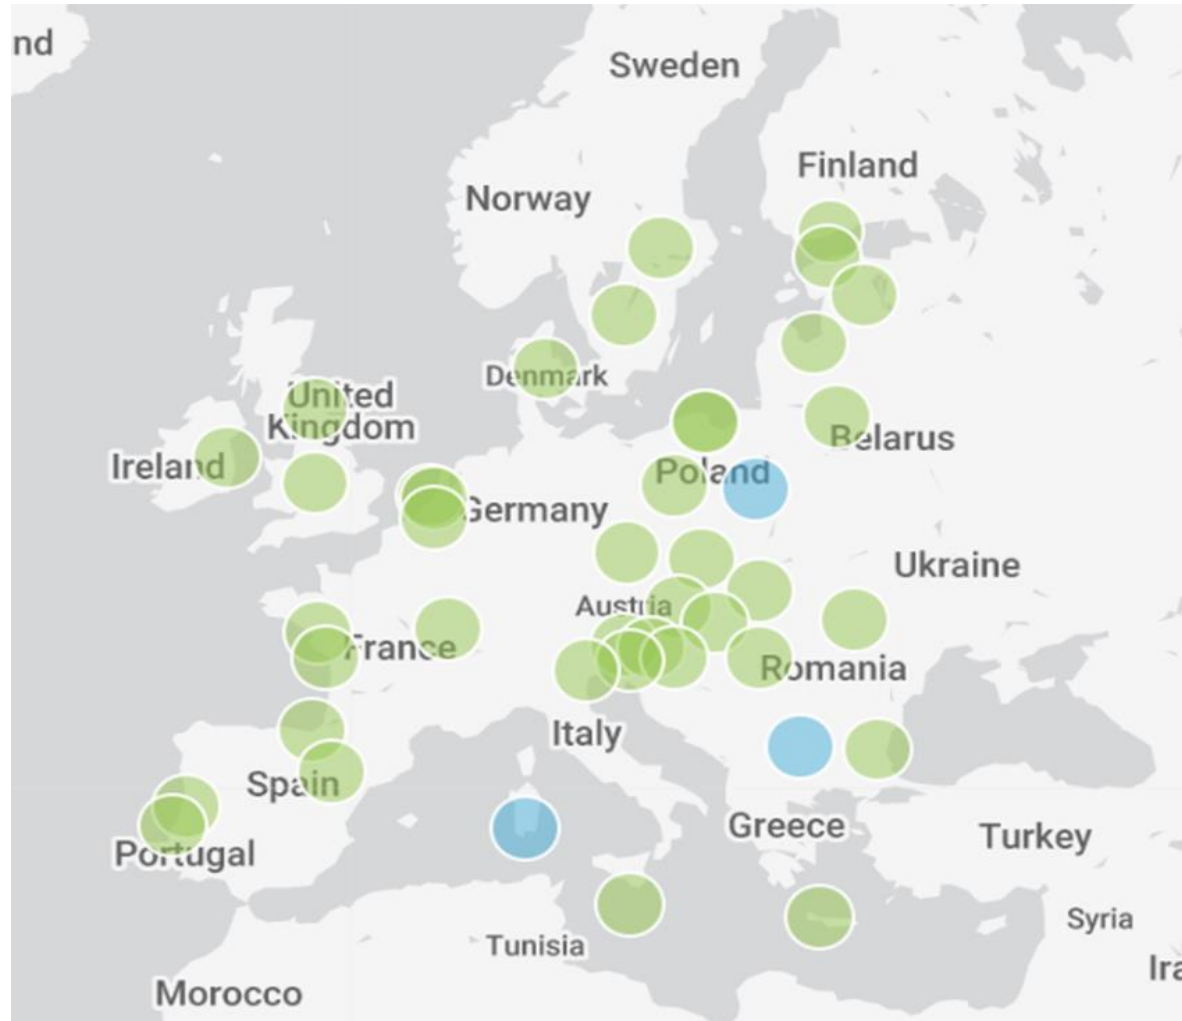 nd
Sweden
Finland
Norway
Denmark
United
Kingdom
Ireland
Belarus
Poland
Germany
Ukraine
Austria
France
Romania
Italy
Spain
Greece
Turkey
Portugal
Syria
Tunisia
Ira
Morocco